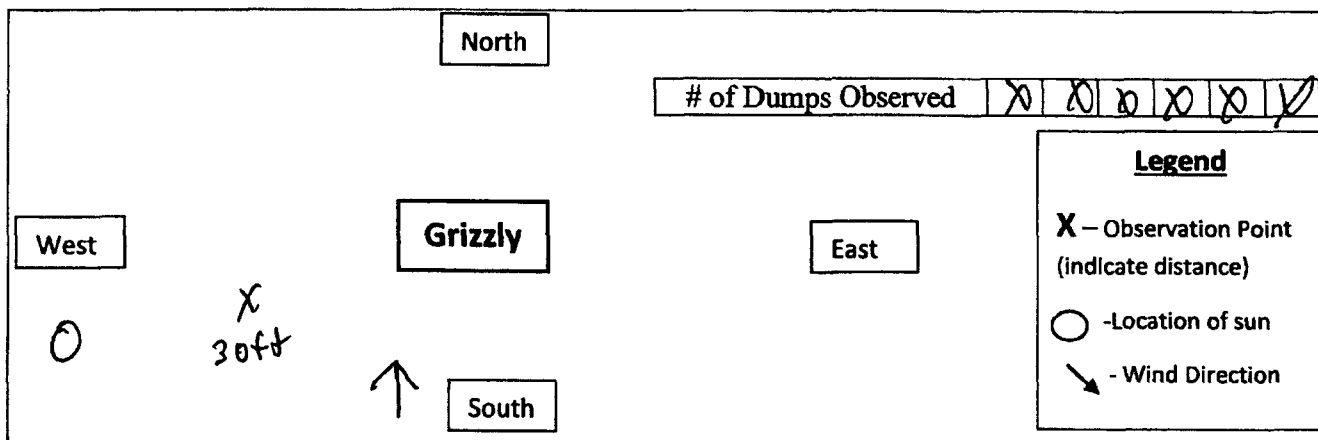 North
# of Dumps Observed X X X X X X
Legend
West
Grizzly
East
X – Observation Point
(indicate distance)
X
30ft
-Location of sun
- Wind Direction
South